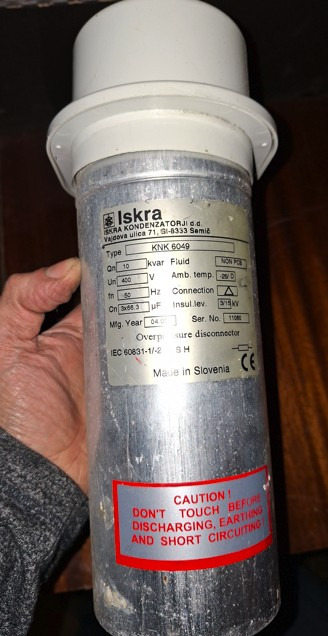 Iskra
ISKRA KONDENZATORJI d.d.
Vajdova ulica 71, SI-8333 Semič
Type KNK 6049
Qn 10 kvar Fluid NON PCB
Un 400 V Amb. temp. -25/ D
fn 50 Hz Connection △
Cn 3x66,3 μF Insul.lev. 3/15 kV
Mfg. Year Ser. No. 11080
Overpressure disconnector
IEC 60831-1/-2 SH
CE
Made in Slovenia
CAUTION !
DON'T TOUCH BEFORE
DISCHARGING, EARTHING
AND SHORT CIRCUITING